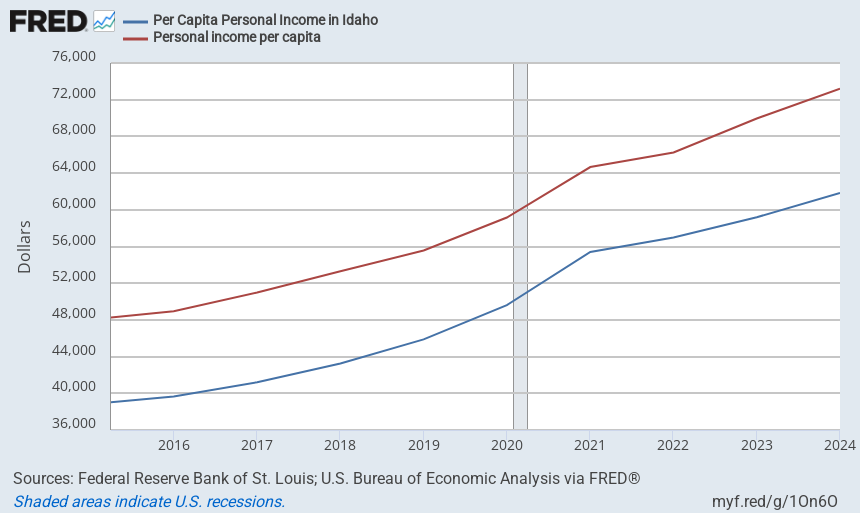 FRED
Per Capita Personal Income in Idaho
Personal income per capita
76,000
72,000
68,000
64,000
60,000
56,000
52,000
48,000
44,000
40,000
36,000
Dollars
2016 2017 2018 2019 2020 2021 2022 2023 2024
Sources: Federal Reserve Bank of St. Louis; U.S. Bureau of Economic Analysis via FRED®
Shaded areas indicate U.S. recessions.
myf.red/g/1On6O